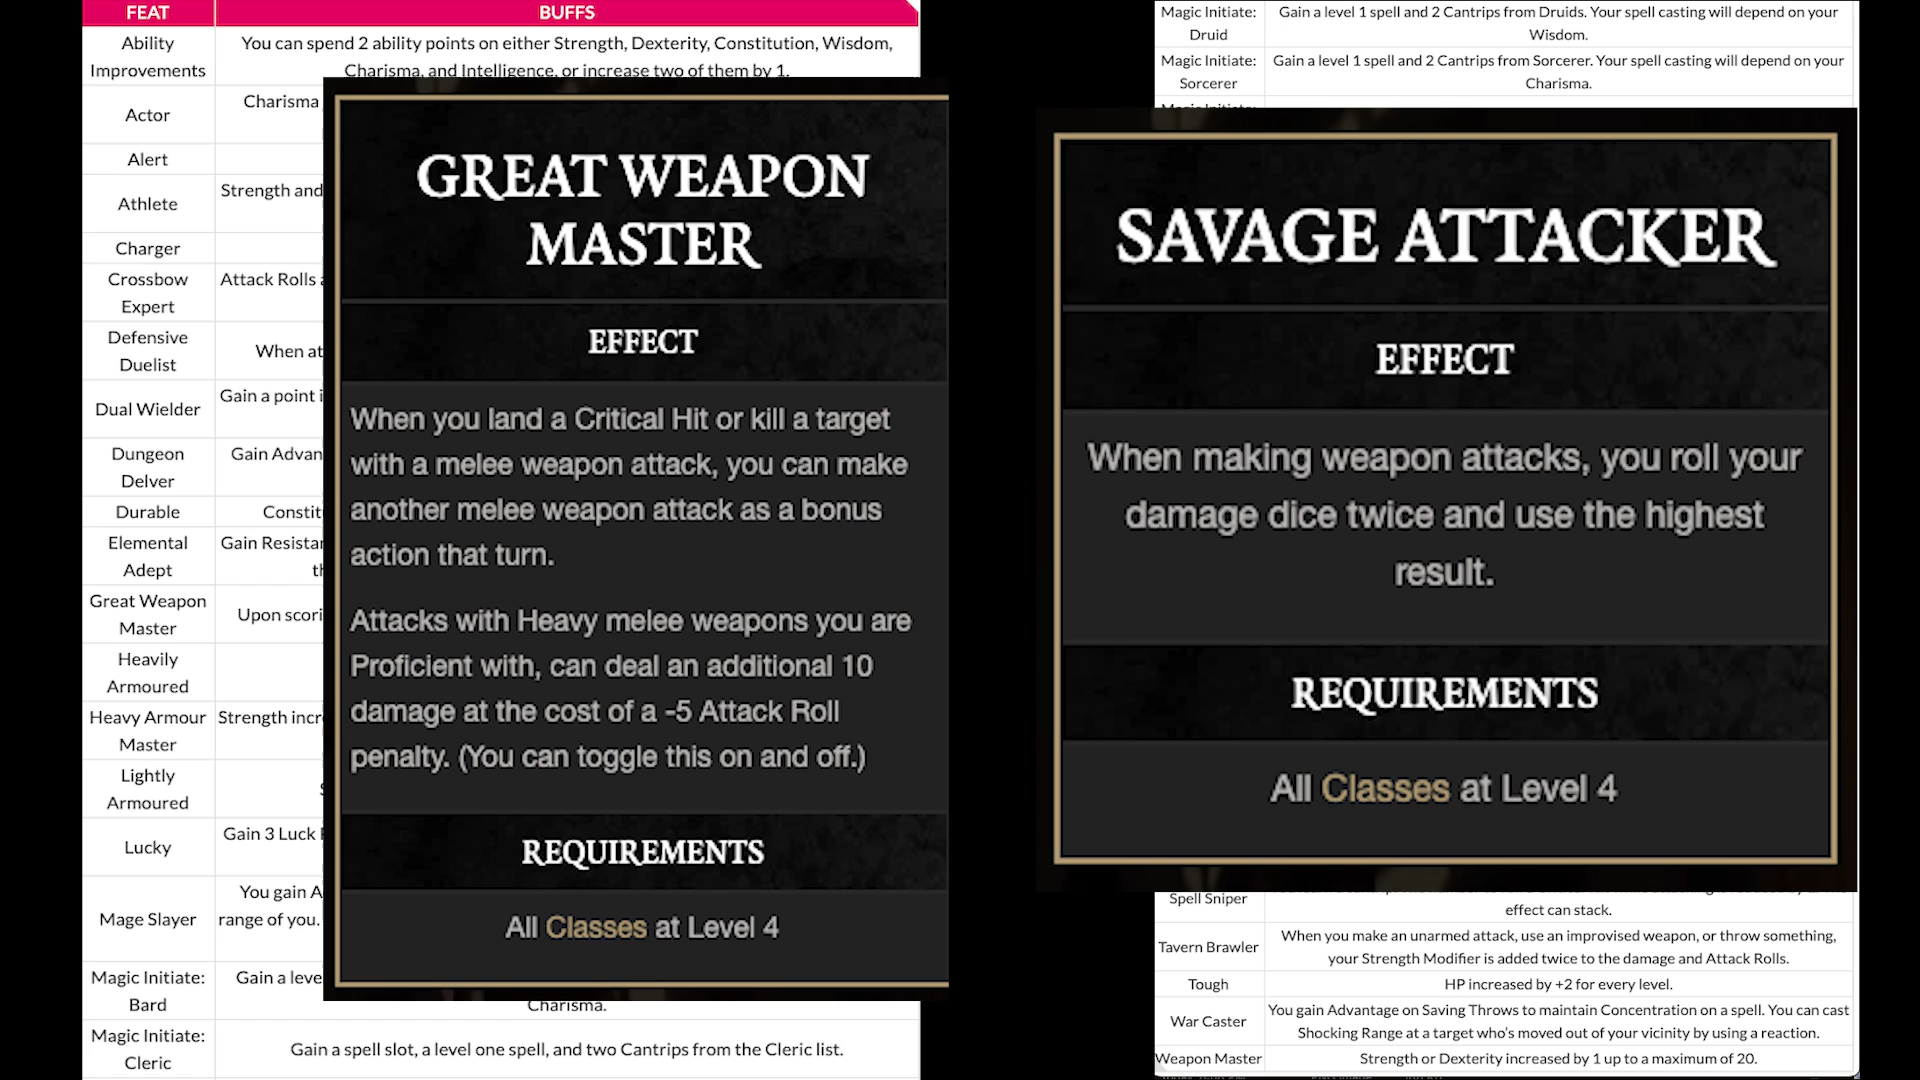 FEAT BUFFS
Ability
Improvements
You can spend 2 ability points on either Strength, Dexterity, Constitution, Wisdom,
Charisma, and Intelligence, or increase two of them by 1.
Actor
Charisma
Alert
Athlete
Strength and
Charger
Crossbow
Expert
Attack Rolls
Defensive
Duelist
When at
Dual Wielder
Gain a point
Dungeon
Delver
Gain Advan
Durable
Constit
Elemental
Adept
Gain Resistan
th
Great Weapon
Master
Upon scori
Heavily
Armoured
Heavy Armour
Master
Strength incr
Lightly
Armoured
Lucky
Gain 3 Luck
Mage Slayer
You gain A
range of you.
Magic Initiate:
Bard
Gain a leve
Charisma.
Magic Initiate:
Cleric
Gain a spell slot, a level one spell, and two Cantrips from the Cleric list.
GREAT WEAPON
MASTER
EFFECT
When you land a Critical Hit or kill a target
with a melee weapon attack, you can make
another melee weapon attack as a bonus
action that turn.
Attacks with Heavy melee weapons you are
Proficient with, can deal an additional 10
damage at the cost of a -5 Attack Roll
penalty. (You can toggle this on and off.)
REQUIREMENTS
All Classes at Level 4
Magic Initiate:
Druid
Gain a level 1 spell and 2 Cantrips from Druids. Your spell casting will depend on your
Wisdom.
Magic Initiate:
Sorcerer
Gain a level 1 spell and 2 Cantrips from Sorcerer. Your spell casting will depend on your
Charisma.
SAVAGE ATTACKER
EFFECT
When making weapon attacks, you roll your
damage dice twice and use the highest
result.
REQUIREMENTS
All Classes at Level 4
Spell Sniper
effect can stack.
Tavern Brawler
When you make an unarmed attack, use an improvised weapon, or throw something,
your Strength Modifier is added twice to the damage and Attack Rolls.
Tough
HP increased by +2 for every level.
War Caster
You gain Advantage on Saving Throws to maintain Concentration on a spell. You can cast
Shocking Range at a target who's moved out of your vicinity by using a reaction.
Weapon Master
Strength or Dexterity increased by 1 up to a maximum of 20.